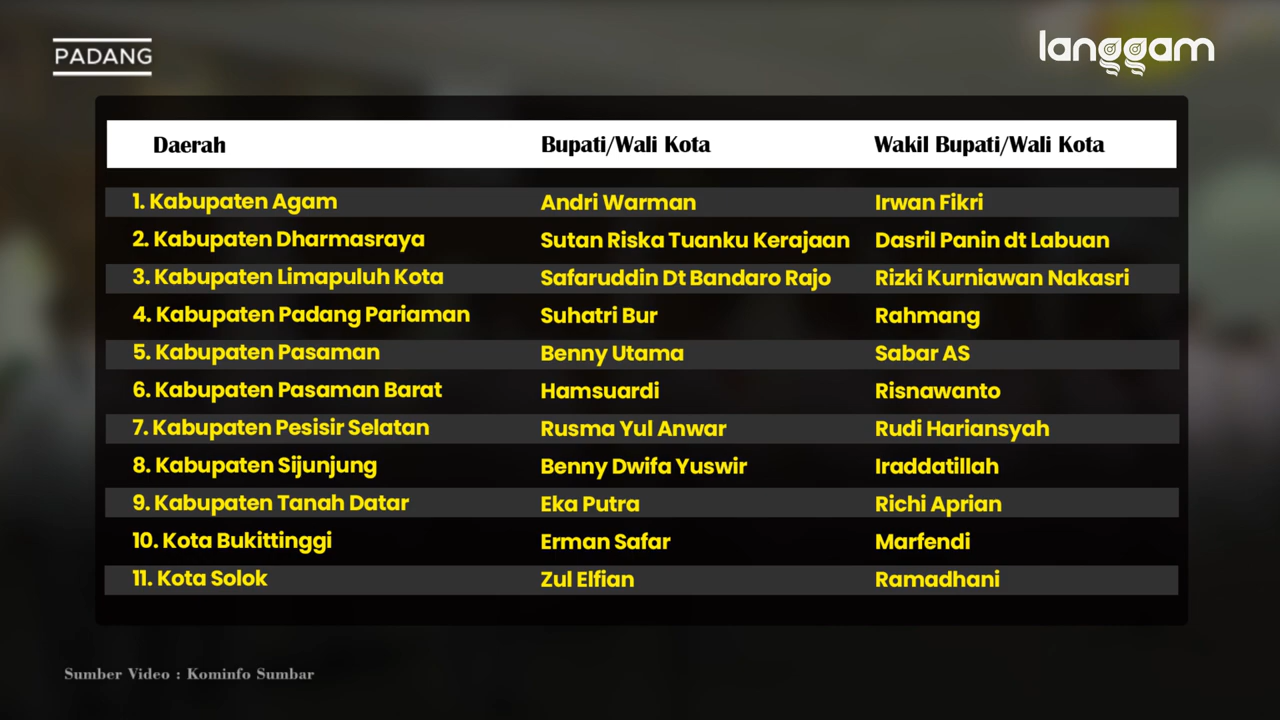 PADANG
langgam
Daerah Bupati/Wali Kota Wakil Bupati/Wali Kota
1. Kabupaten Agam Andri Warman Irwan Fikri
2. Kabupaten Dharmasraya Sutan Riska Tuanku Kerajaan Dasril Panin dt Labuan
3. Kabupaten Limapuluh Kota Safaruddin Dt Bandaro Rajo Rizki Kurniawan Nakasri
4. Kabupaten Padang Pariaman Suhatri Bur Rahmang
5. Kabupaten Pasaman Benny Utama Sabar AS
6. Kabupaten Pasaman Barat Hamsuardi Risnawanto
7. Kabupaten Pesisir Selatan Rusma Yul Anwar Rudi Hariansyah
8. Kabupaten Sijunjung Benny Dwifa Yuswir Iraddatillah
9. Kabupaten Tanah Datar Eka Putra Richi Aprian
10. Kota Bukittinggi Erman Safar Marfendi
11. Kota Solok Zul Elfian Ramadhani
Sumber Video : Kominfo Sumbar